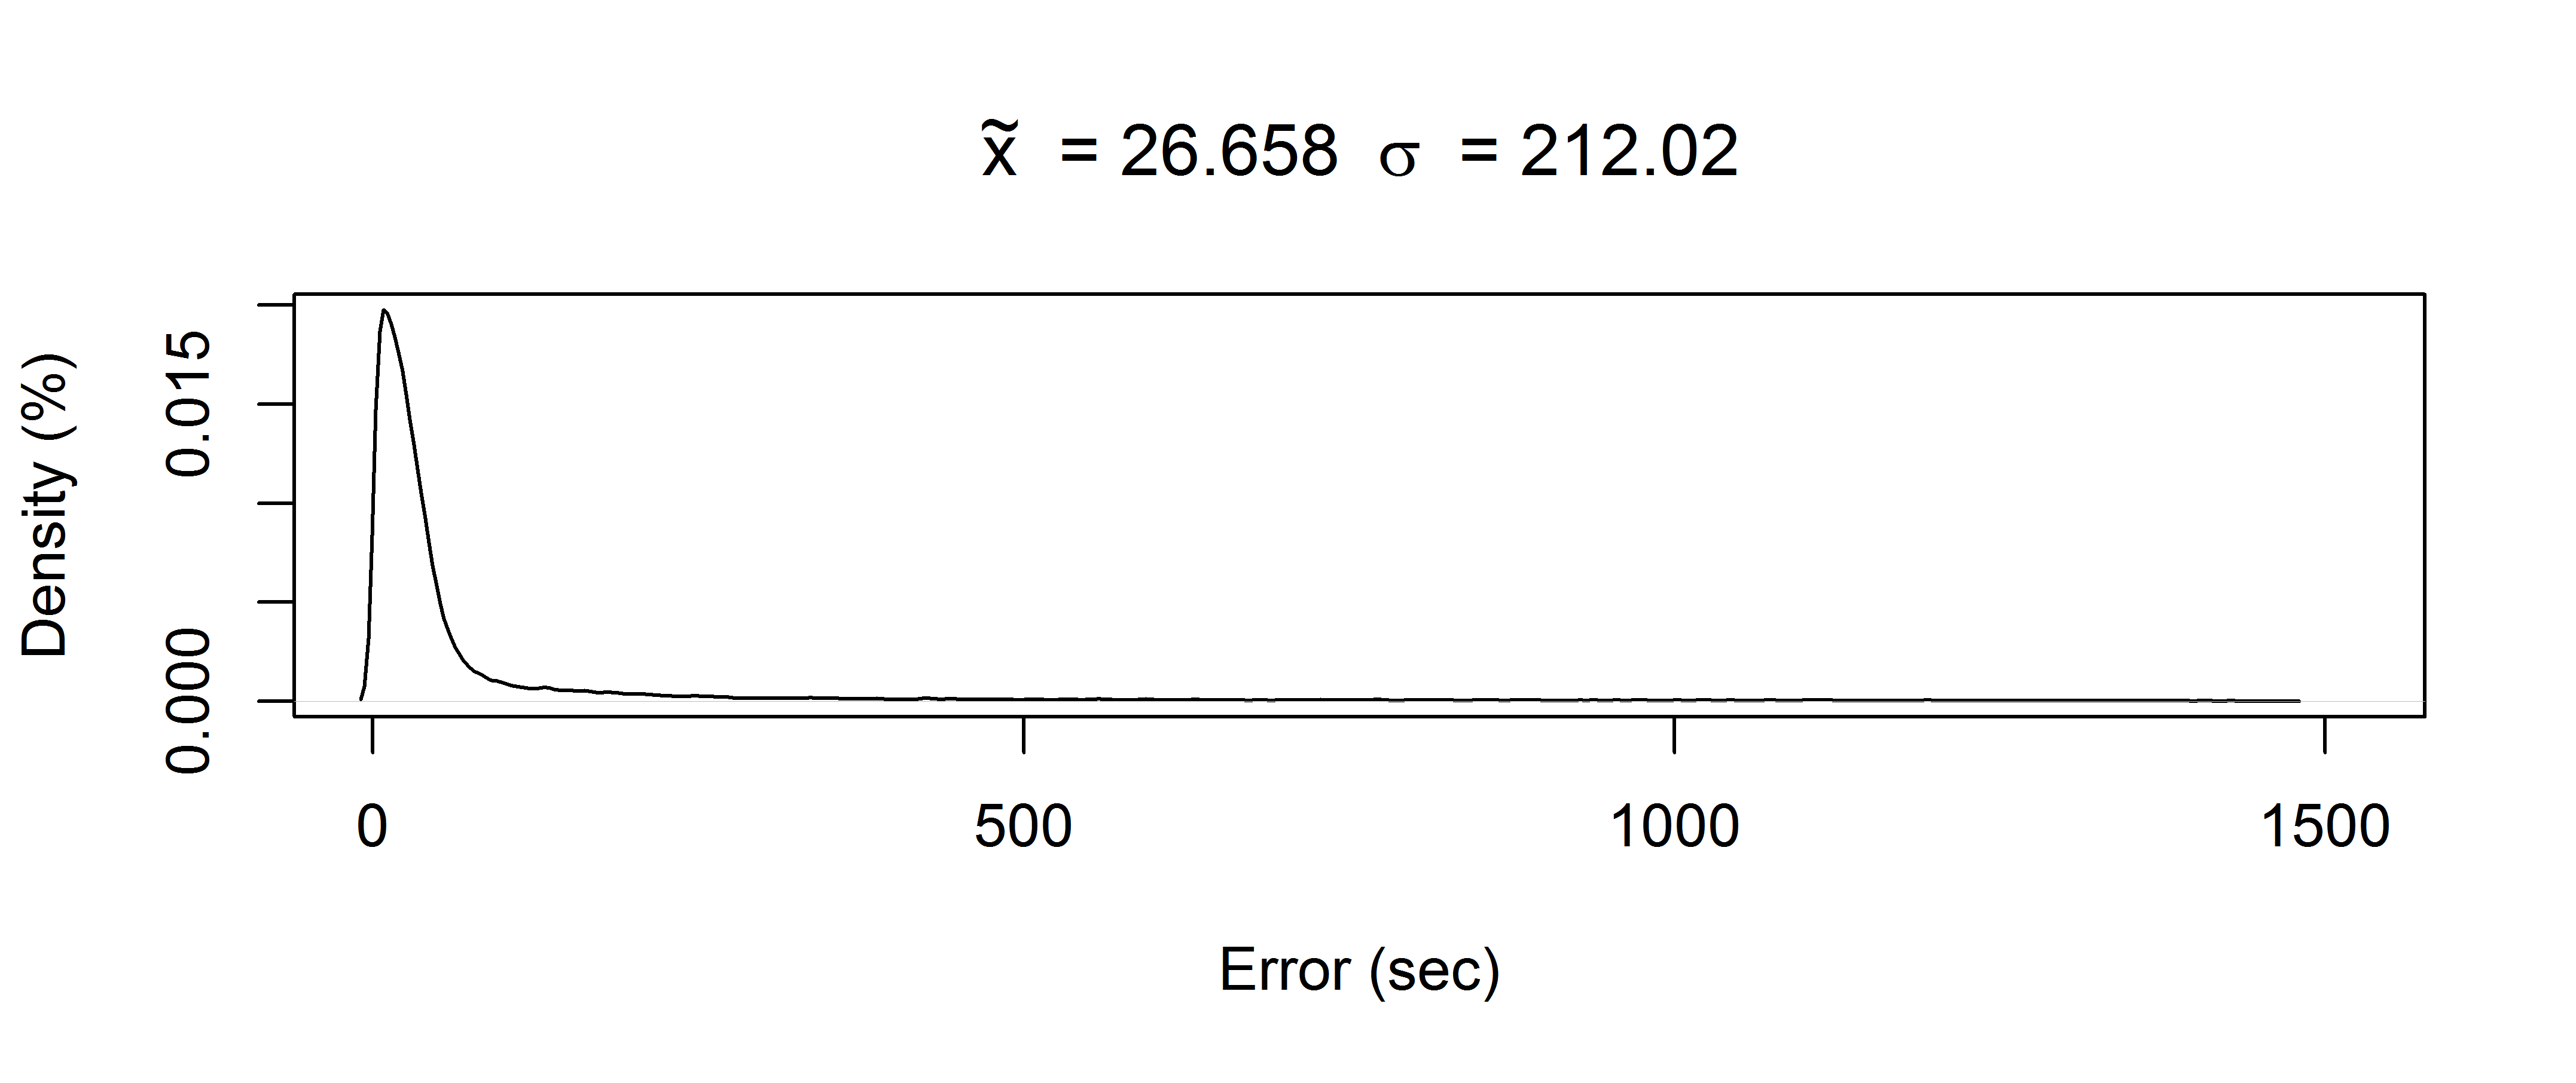 x̃ = 26.658 σ = 212.02
Density (%)
0.015
0.000
0 500 1000 1500
Error (sec)